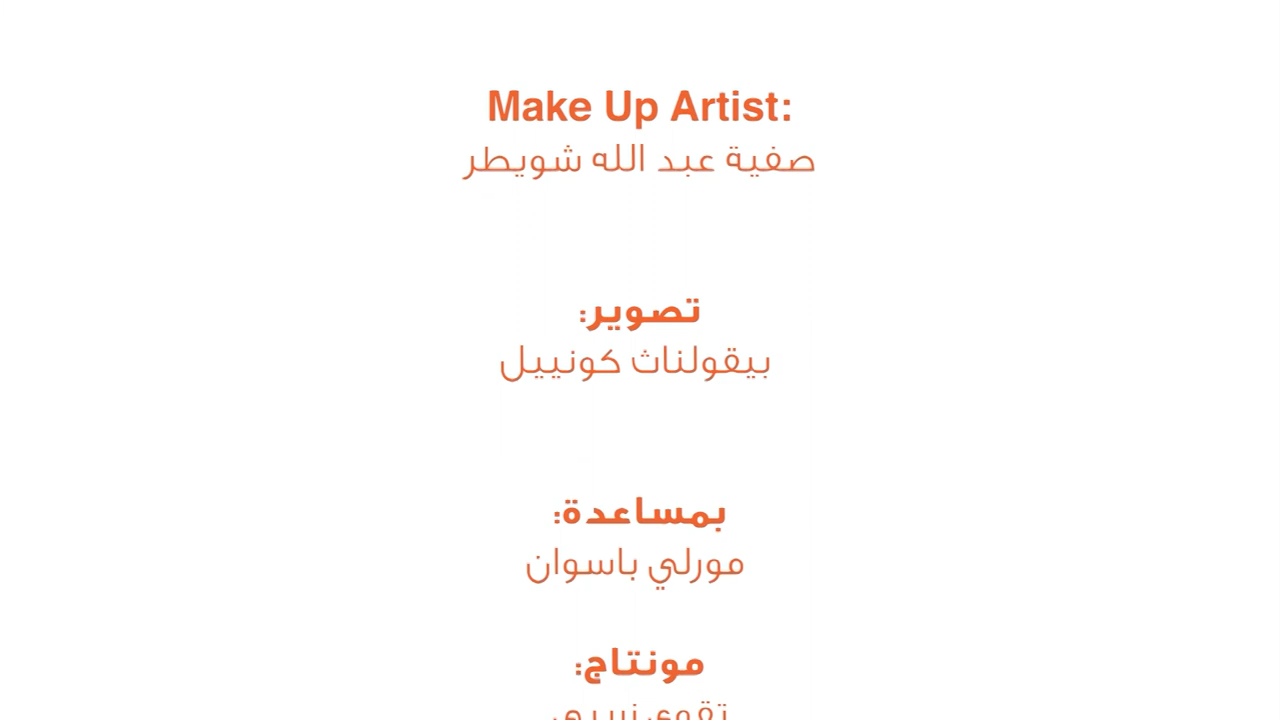 Make Up Artist:
صفية عبد الله شويطر
تصوير:
بيقولناث كونييل
بمساعدة:
مورلي باسوان
مونتاج: